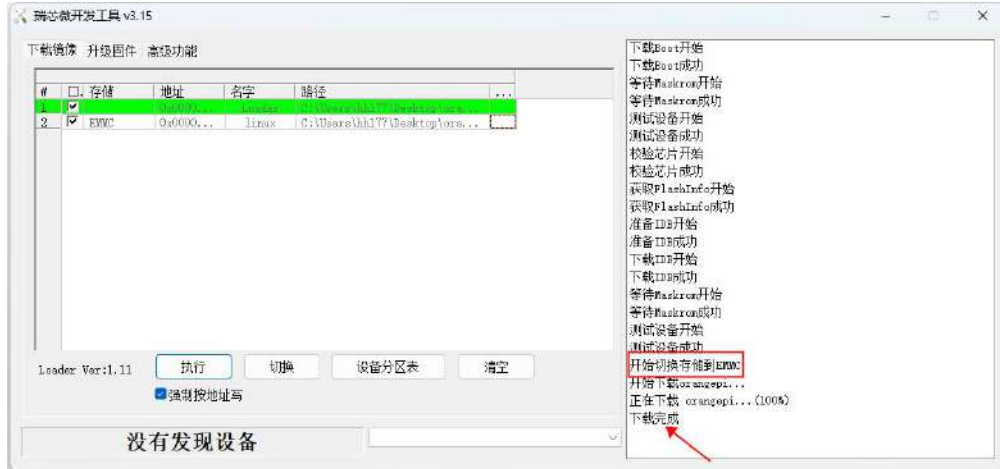 瑞芯微开发工具 v3.15
下载镜像 升级固件 高级功能
# 存储 地址 名字 路径 ...
1 0x0000... Loader C:\Users\hh177\Desktop\ora...
2 EMMC 0x0000... linux C:\Users\hh177\Desktop\ora...
Loader Ver:1.11 执行 切换 设备分区表 清空
强制按地址写
没有发现设备
下载Boot开始
下载Boot成功
等待Maskrom开始
等待Maskrom成功
测试设备开始
测试设备成功
校验芯片开始
校验芯片成功
获取FlashInfo开始
获取FlashInfo成功
准备IDB开始
准备IDB成功
下载IDB开始
下载IDB成功
等待Maskrom开始
等待Maskrom成功
测试设备开始
测试设备成功
开始切换存储到EMMC
开始下载orangepi...
正在下载 orangepi...(100%)
下载完成